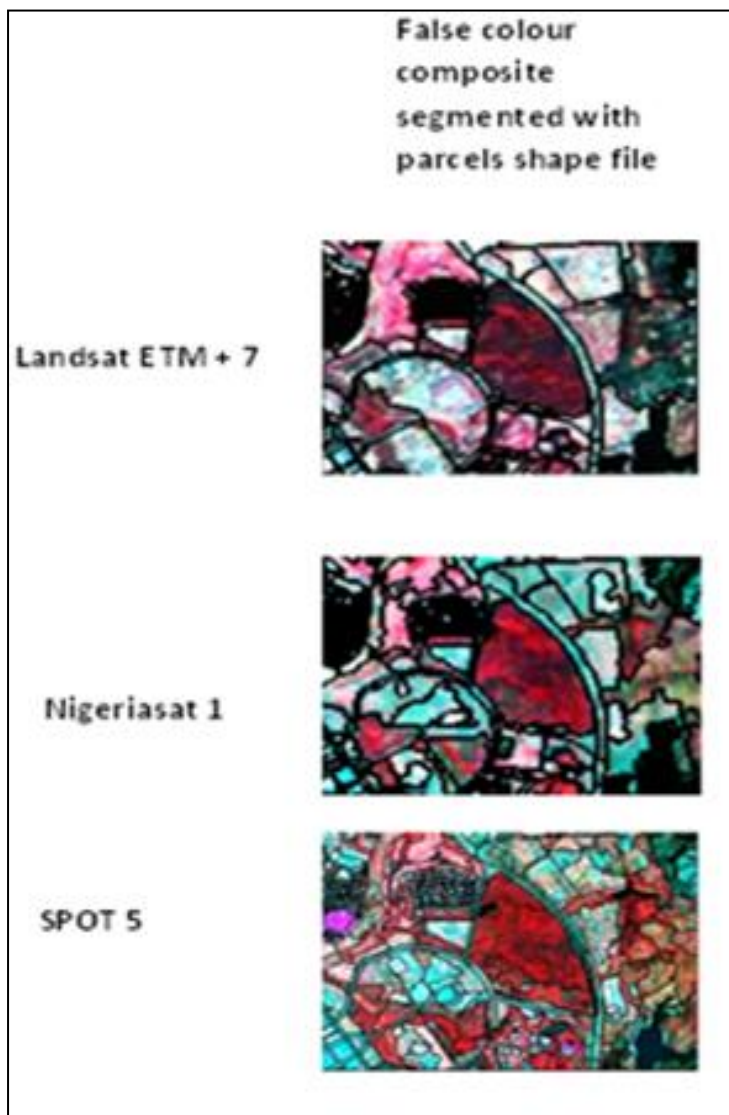 False colour
composite
segmented with
parcels shape file
Landsat ETM + 7
Nigeriasat 1
SPOT 5